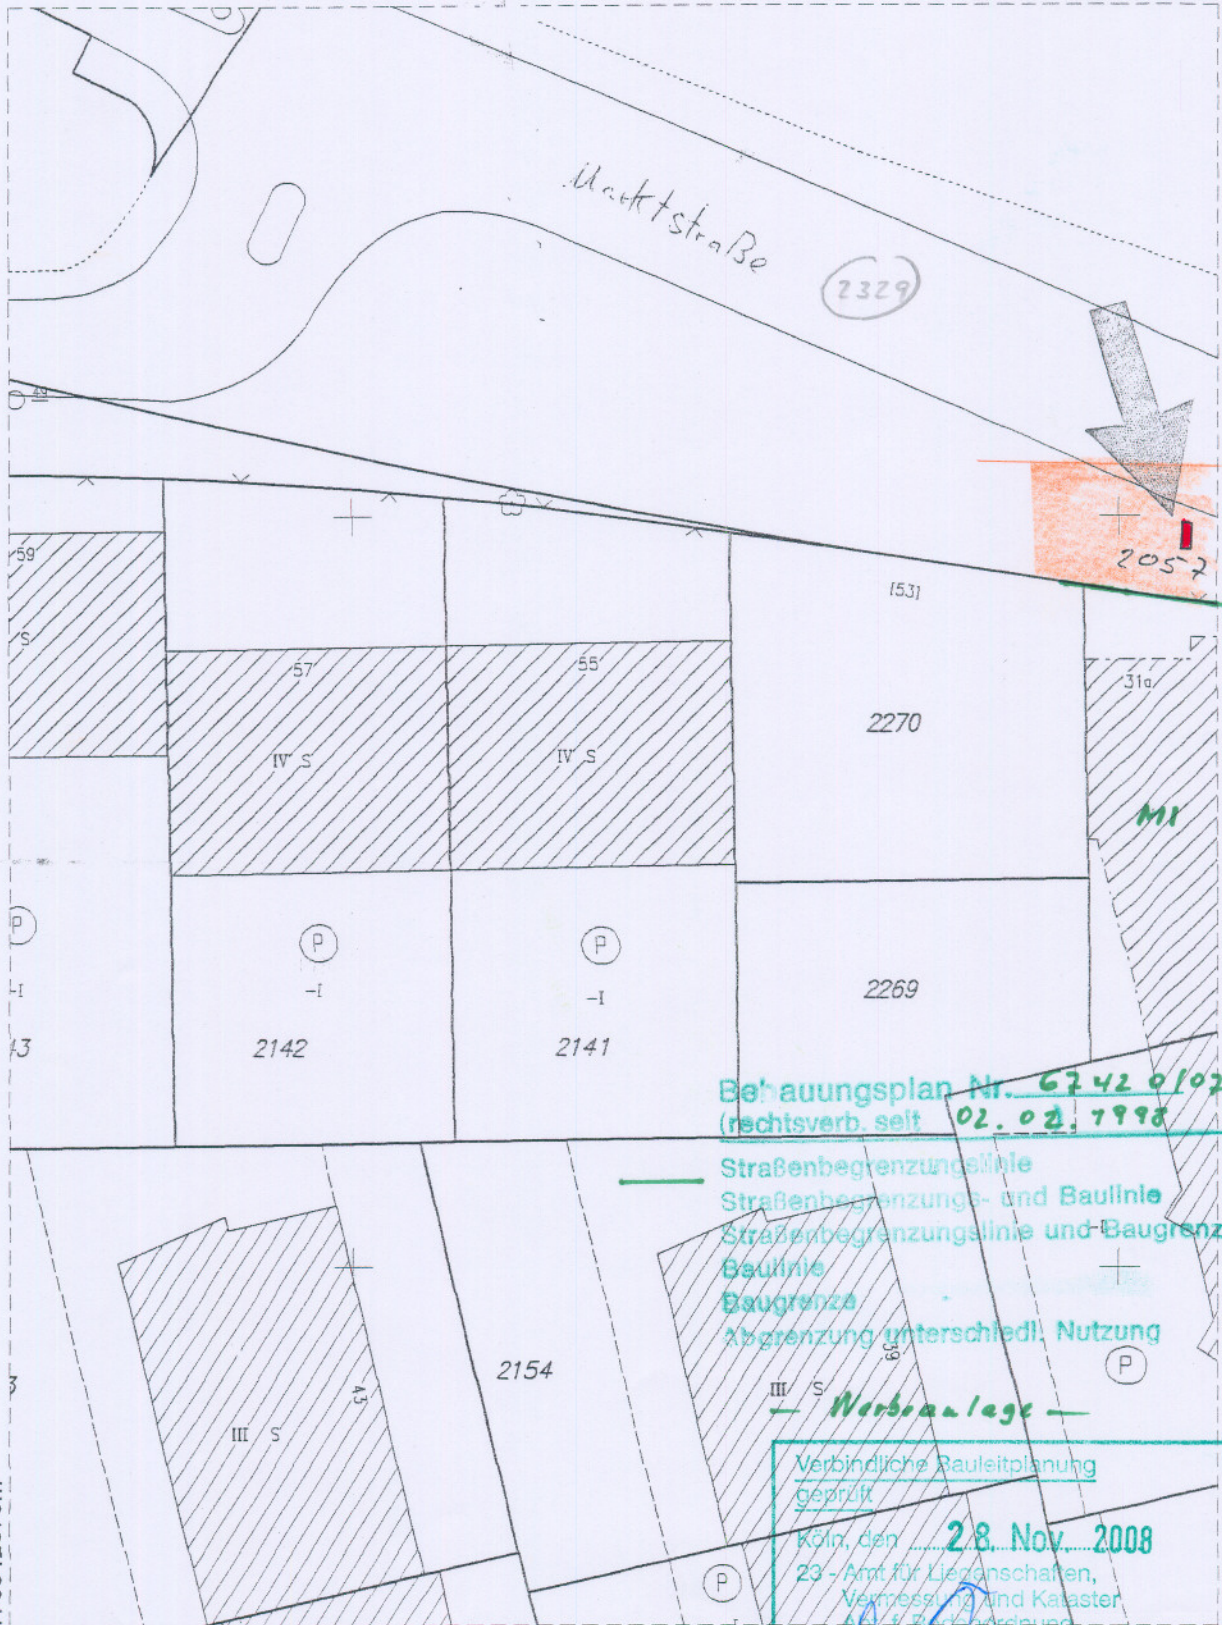 Marktstraße
2329
49
2057
[53]
59
S
57
55
31a
IV S
IV S
2270
MI
P
P
P
-I
-I
-I
2269
43
2142
2141
Bebauungsplan Nr. 67420/07
(rechtsverb. seit 02.02.1998
Straßenbegrenzungslinie
Straßenbegrenzungs- und Baulinie
Straßenbegrenzungslinie und Baugrenz
-I
Baulinie
Baugrenze
Abgrenzung unterschiedl. Nutzung
39
P
2154
3
43
III S
III S
— Werbeanlage —
Verbindliche Bauleitplanung
geprüft
Köln, den 28. Nov. 2008
23 - Amt für Liegenschaften,
Vermessung und Kataster
P
-I